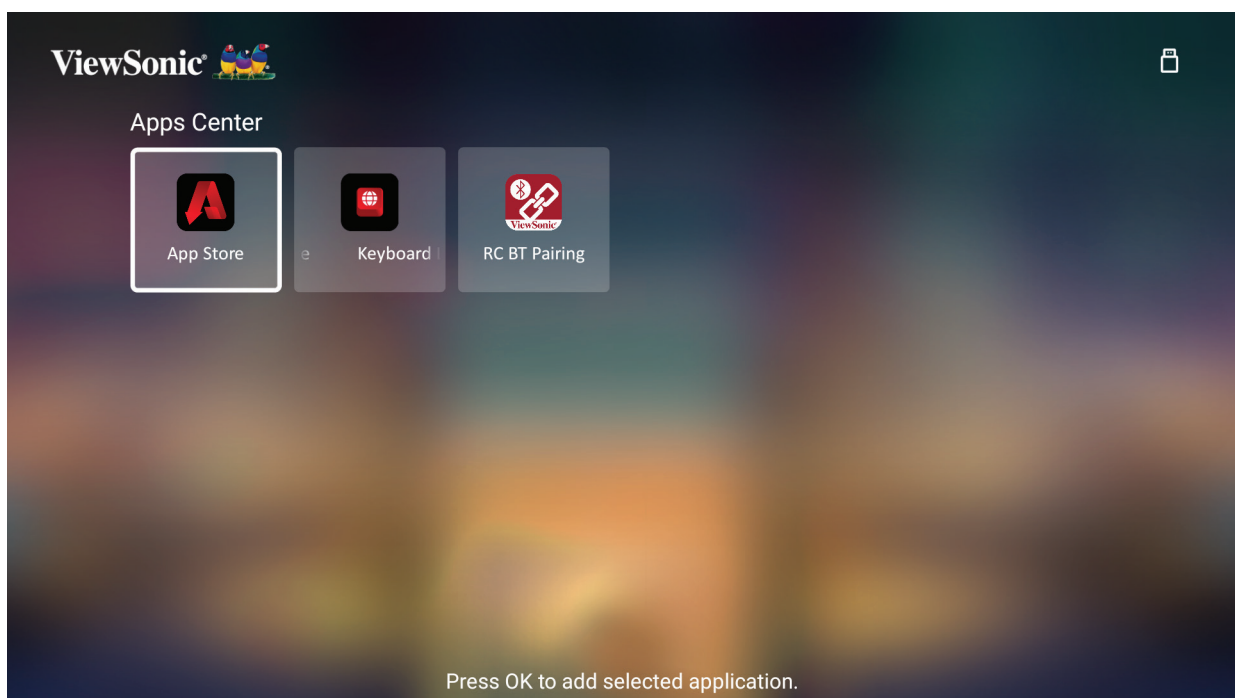 ViewSonic®
Apps Center
App Store
e Keyboard
RC BT Pairing
ViewSonic
Press OK to add selected application.